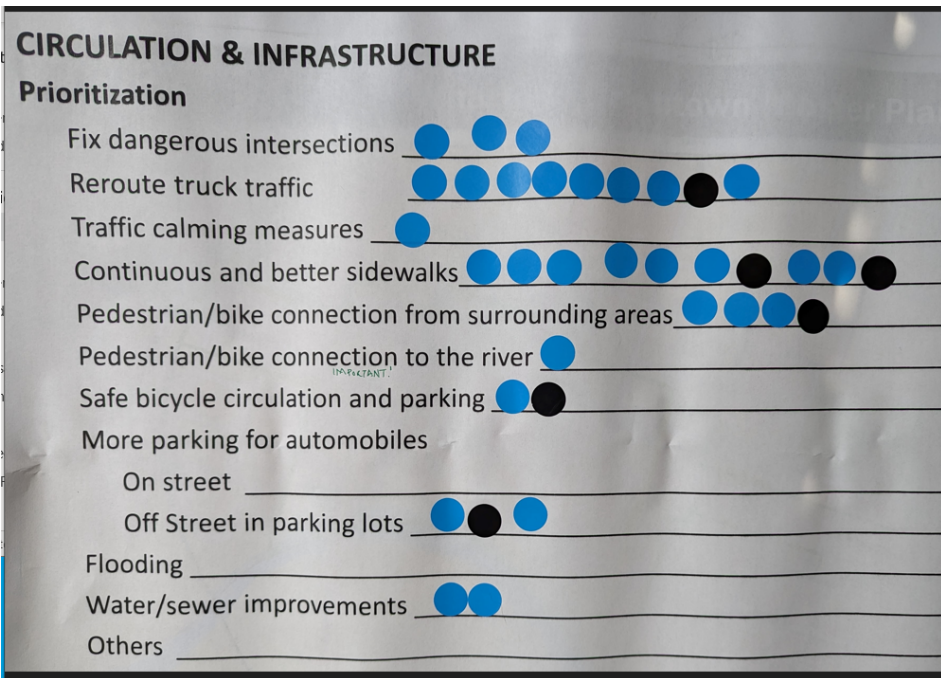 CIRCULATION & INFRASTRUCTURE
Prioritization
Fix dangerous intersections
Reroute truck traffic
Traffic calming measures
Continuous and better sidewalks
Pedestrian/bike connection from surrounding areas
Pedestrian/bike connection to the river
IMPORTANT!
Safe bicycle circulation and parking
More parking for automobiles
On street
Off Street in parking lots
Flooding
Water/sewer improvements
Others